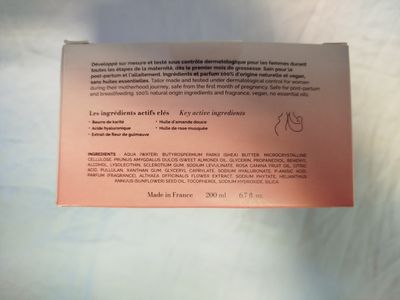 Développé sur mesure et testé sous contrôle dermatologique pour les femmes durant
toutes les étapes de la maternité, dès le premier mois de grossesse. Sain pour le
post-partum et l'allaitement. Ingrédients et parfum 100% d'origine naturelle et vegan,
sans huiles essentielles. Tailor made and tested under dermatological control for women
during their motherhood journey, safe from the first month of pregnancy. Safe for post-partum
and breastfeeding. 100% natural origin ingredients and fragrance, vegan, no essential oils.
Les ingrédients actifs clés Key active ingredients
• Beurre de karité • Huile d'amande douce
• Acide hyaluronique • Huile de rose musquée
• Extrait de fleur de guimauve
INGREDIENTS : AQUA (WATER) BUTYROSPERMUM PARKII (SHEA) BUTTER, MICROCRYSTALLINE
CELLULOSE, PRUNUS AMYGDALUS DULCIS (SWEET ALMOND) OIL, GLYCERIN, PROPANEDIOL, BEHENYL
ALCOHOL, LYSOLECITHIN, SCLEROTIUM GUM, SODIUM LEVULINATE, ROSA CANINA FRUIT OIL, CITRIC
ACID, PULLULAN, XANTHAN GUM, GLYCERYL CAPRYLATE, SODIUM HYALURONATE, P-ANISIC ACID,
PARFUM (FRAGRANCE), ALTHAEA OFFICINALIS FLOWER EXTRACT, SODIUM PHYTATE, HELIANTHUS
ANNUUS (SUNFLOWER) SEED OIL, TOCOPHEROL, SODIUM HYDROXIDE, SILICA.
Made in France 200 ml 6.7 fl. oz.